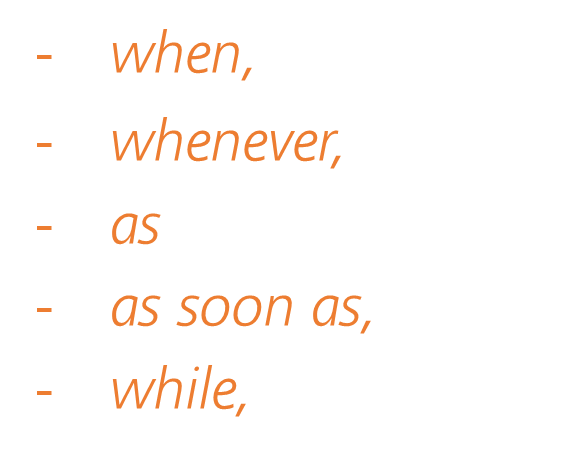 - when,
- whenever,
- as
- as soon as,
- while,